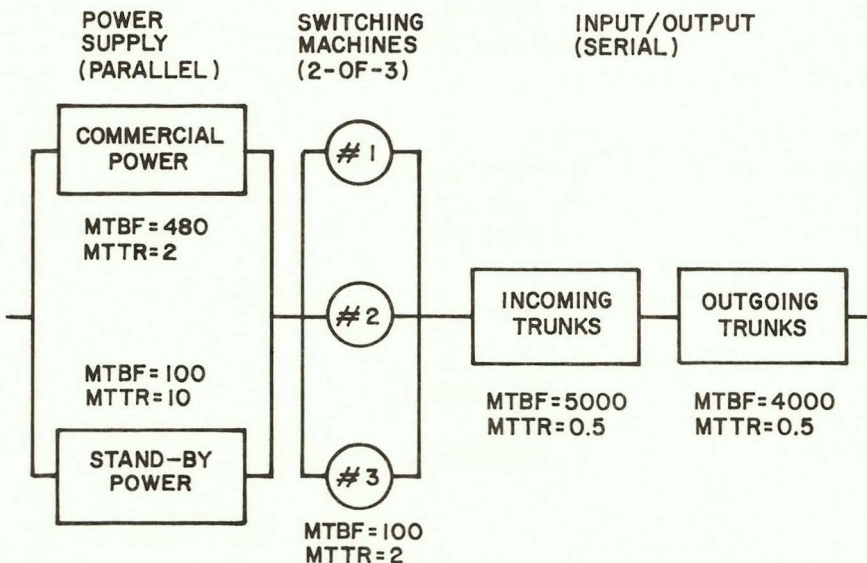 POWER
SUPPLY
(PARALLEL)
SWITCHING
MACHINES
(2-OF-3)
INPUT/OUTPUT
(SERIAL)
COMMERCIAL
POWER
MTBF=480
MTTR=2
MTBF=100
MTTR=10
STAND-BY
POWER
#1
#2
#3
MTBF=100
MTTR=2
INCOMING
TRUNKS
MTBF=5000
MTTR=0.5
OUTGOING
TRUNKS
MTBF=4000
MTTR=0.5